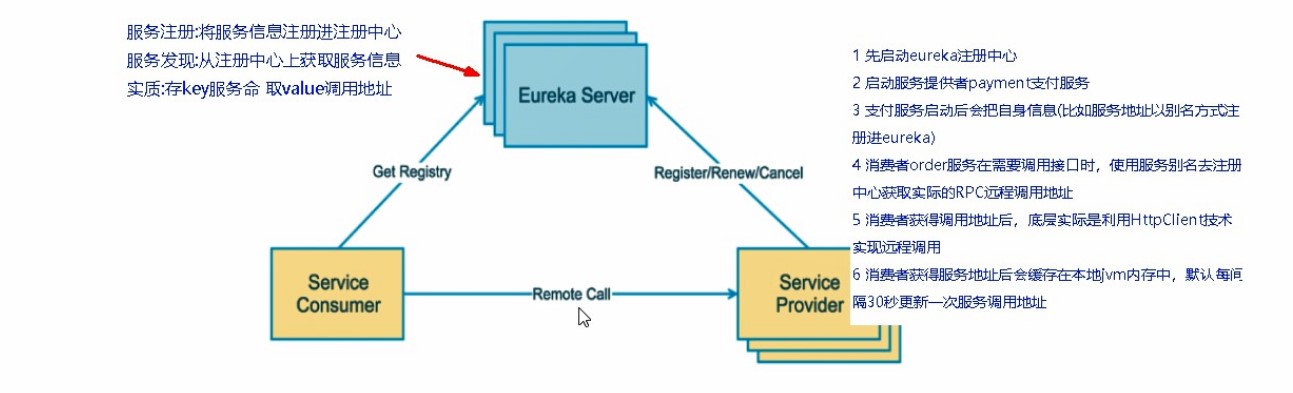 服务注册:将服务信息注册进注册中心
服务发现:从注册中心上获取服务信息
实质:存key服务命 取value调用地址
Eureka Server
Get Registry
Register/Renew/Cancel
Service
Consumer
Remote Call
Service
Provider
1 先启动eureka注册中心
2 启动服务提供者payment支付服务
3 支付服务启动后会把自身信息(比如服务地址以别名方式注
册进eureka)
4 消费者order服务在需要调用接口时，使用服务别名去注册
中心获取实际的RPC远程调用地址
5 消费者获得调用地址后，底层实际是利用HttpClient技术
实现远程调用
6 消费者获得服务地址后会缓存在本地jvm内存中，默认每间
隔30秒更新一次服务调用地址